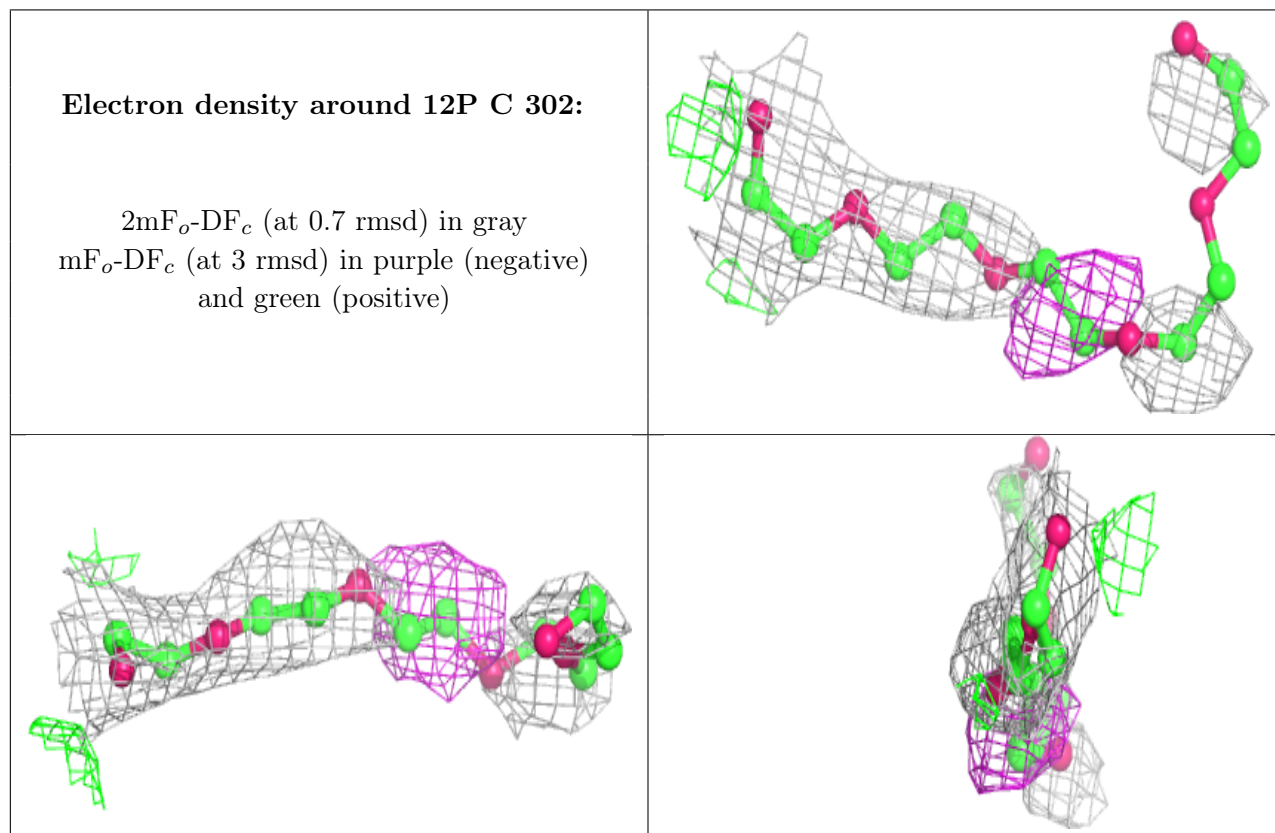 Electron density around 12P C 302:
2mFo-DFc (at 0.7 rmsd) in gray
mFo-DFc (at 3 rmsd) in purple (negative)
and green (positive)